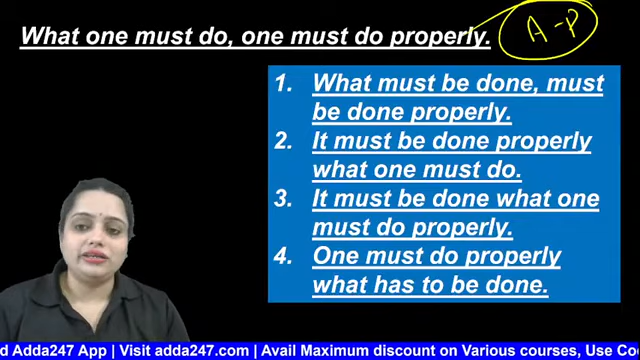 What one must do, one must do properly.
A-P
1. What must be done, must
be done properly.
2. It must be done properly
what one must do.
3. It must be done what one
must do properly.
4. One must do properly
what has to be done.
d Adda247 App | Visit adda247.com | Avail Maximum discount on Various courses, Use Co